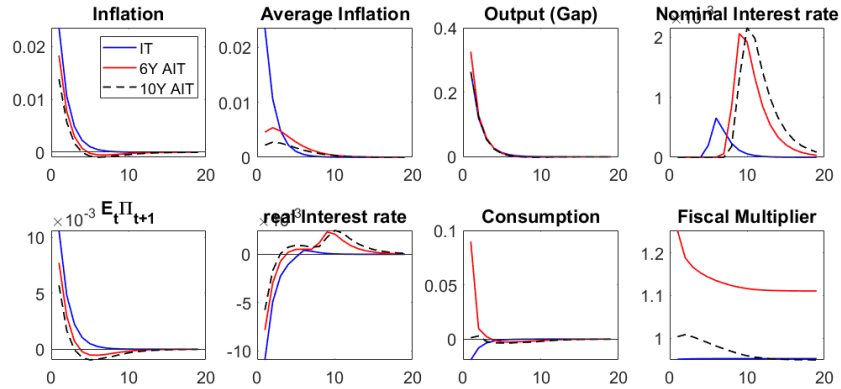 Inflation
0.02
0.01
0
0 10 20
IT
6Y AIT
10Y AIT
Average Inflation
0.02
0.01
0
0 10 20
Output (Gap)
0.4
0.2
0
0 10 20
Nominal Interest rate
×10⁻³
2
1
0
0 10 20
E_tΠ_{t+1}
×10⁻³
10
5
0
0 10 20
real Interest rate
×10⁻³
0
-5
-10
0 10 20
Consumption
0.1
0.05
0
0 10 20
Fiscal Multiplier
1.2
1.1
1
0 10 20